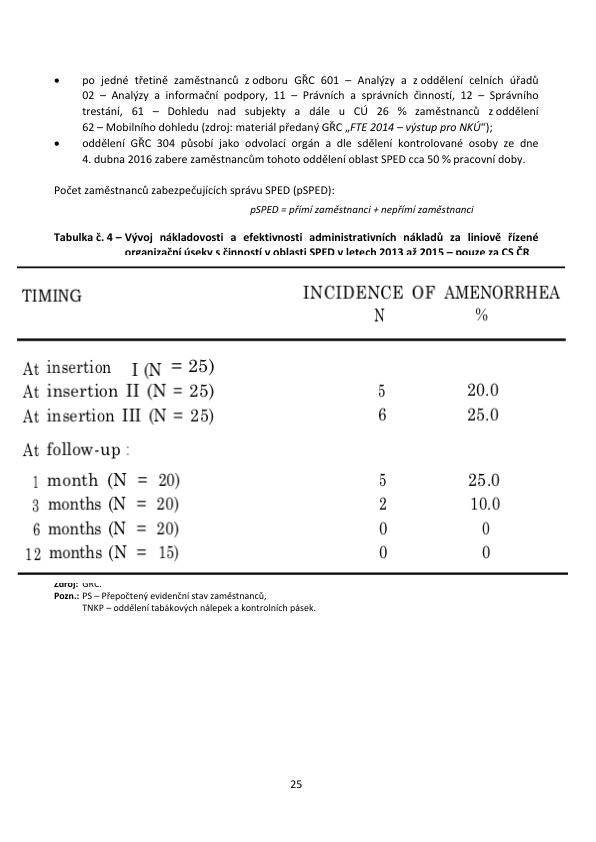 • po jedné třetině zaměstnanců z odboru GŘC 601 – Analýzy a z oddělení celních úřadů
02 – Analýzy a informační podpory, 11 – Právních a správních činností, 12 – Správního
trestání, 61 – Dohledu nad subjekty a dále u CÚ 26 % zaměstnanců z oddělení
62 – Mobilního dohledu (zdroj: materiál předaný GŘC „FTE 2014 – výstup pro NKÚ“);
• oddělení GŘC 304 působí jako odvolací orgán a dle sdělení kontrolované osoby ze dne
4. dubna 2016 zabere zaměstnancům tohoto oddělení oblast SPED cca 50 % pracovní doby.
Počet zaměstnanců zabezpečujících správu SPED (pSPED):
pSPED = přímí zaměstnanci + nepřímí zaměstnanci
Tabulka č. 4 – Vývoj nákladovosti a efektivnosti administrativních nákladů za liniově řízené
organizační úseky s činností v oblasti SPED v letech 2013 až 2015 – pouze za CS ČR
TIMING INCIDENCE OF AMENORRHEA
N %
At insertion I (N = 25)
At insertion II (N = 25) 5 20.0
At insertion III (N = 25) 6 25.0
At follow-up :
1 month (N = 20) 5 25.0
3 months (N = 20) 2 10.0
6 months (N = 20) 0 0
12 months (N = 15) 0 0
Zdroj: GŘC.
Pozn.: PS – Přepočtený evidenční stav zaměstnanců,
TNKP – oddělení tabákových nálepek a kontrolních pásek.
25